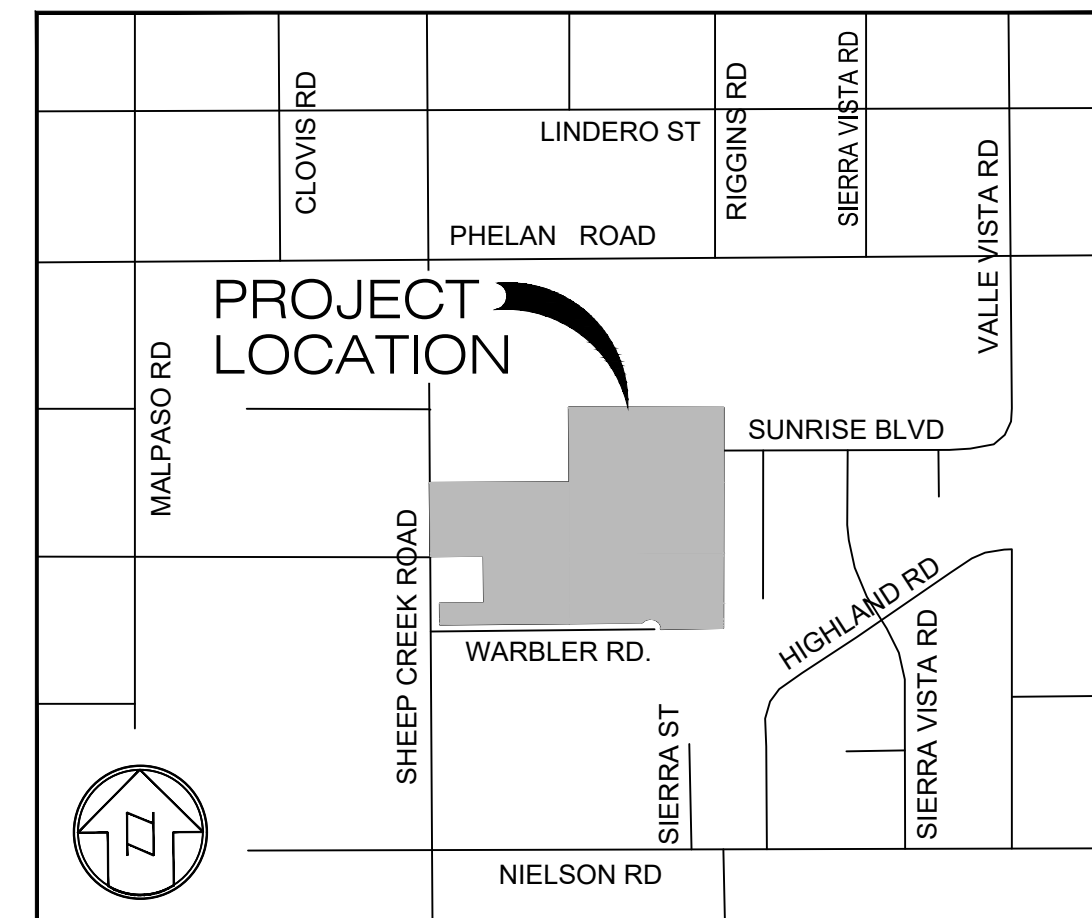 CLOVIS RD
RIGGINS RD
SIERRA VISTA RD
LINDERO ST
VALLE VISTA RD
PHELAN ROAD
PROJECT
LOCATION
MALPASO RD
SUNRISE BLVD
SHEEP CREEK ROAD
HIGHLAND RD
WARBLER RD.
SIERRA VISTA RD
SIERRA ST
N
NIELSON RD